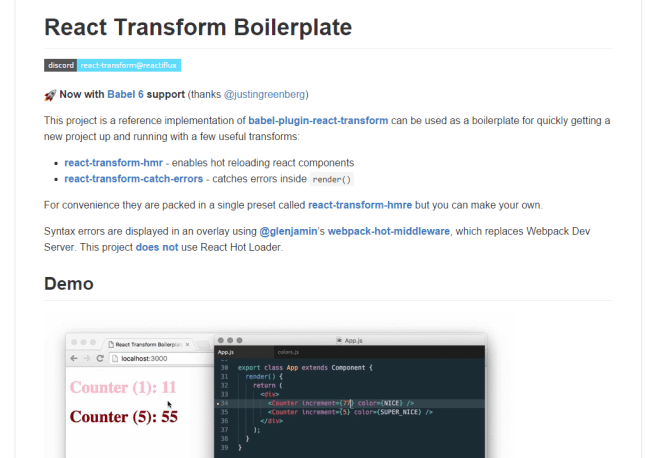 React Transform Boilerplate
discord react-transform@reactiflux
🚀 Now with Babel 6 support (thanks @justingreenberg)
This project is a reference implementation of babel-plugin-react-transform can be used as a boilerplate for quickly getting a
new project up and running with a few useful transforms:
• react-transform-hmr - enables hot reloading react components
• react-transform-catch-errors - catches errors inside render()
For convenience they are packed in a single preset called react-transform-hmre but you can make your own.
Syntax errors are displayed in an overlay using @glenjamin's webpack-hot-middleware, which replaces Webpack Dev
Server. This project does not use React Hot Loader.
Demo
React Transform Boilerplat ×
localhost:3000
Counter (1): 11
Counter (5): 55
App.js
App.js colors.js
30 export class App extends Component {
31 render() {
32 return (
33 <div>
34 <Counter increment={77} color={NICE} />
35 <Counter increment={5} color={SUPER_NICE} />
36 </div>
37 );
38 }
39 }